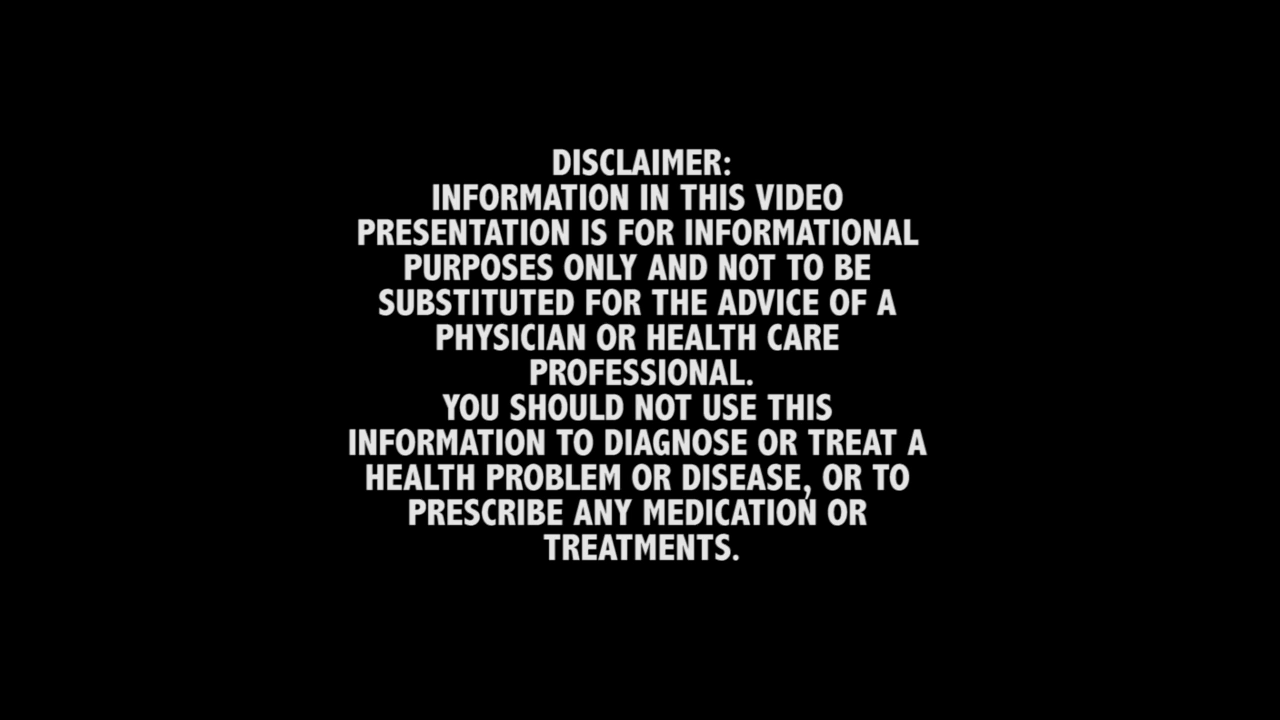 DISCLAIMER:
INFORMATION IN THIS VIDEO
PRESENTATION IS FOR INFORMATIONAL
PURPOSES ONLY AND NOT TO BE
SUBSTITUTED FOR THE ADVICE OF A
PHYSICIAN OR HEALTH CARE
PROFESSIONAL.
YOU SHOULD NOT USE THIS
INFORMATION TO DIAGNOSE OR TREAT A
HEALTH PROBLEM OR DISEASE, OR TO
PRESCRIBE ANY MEDICATION OR
TREATMENTS.